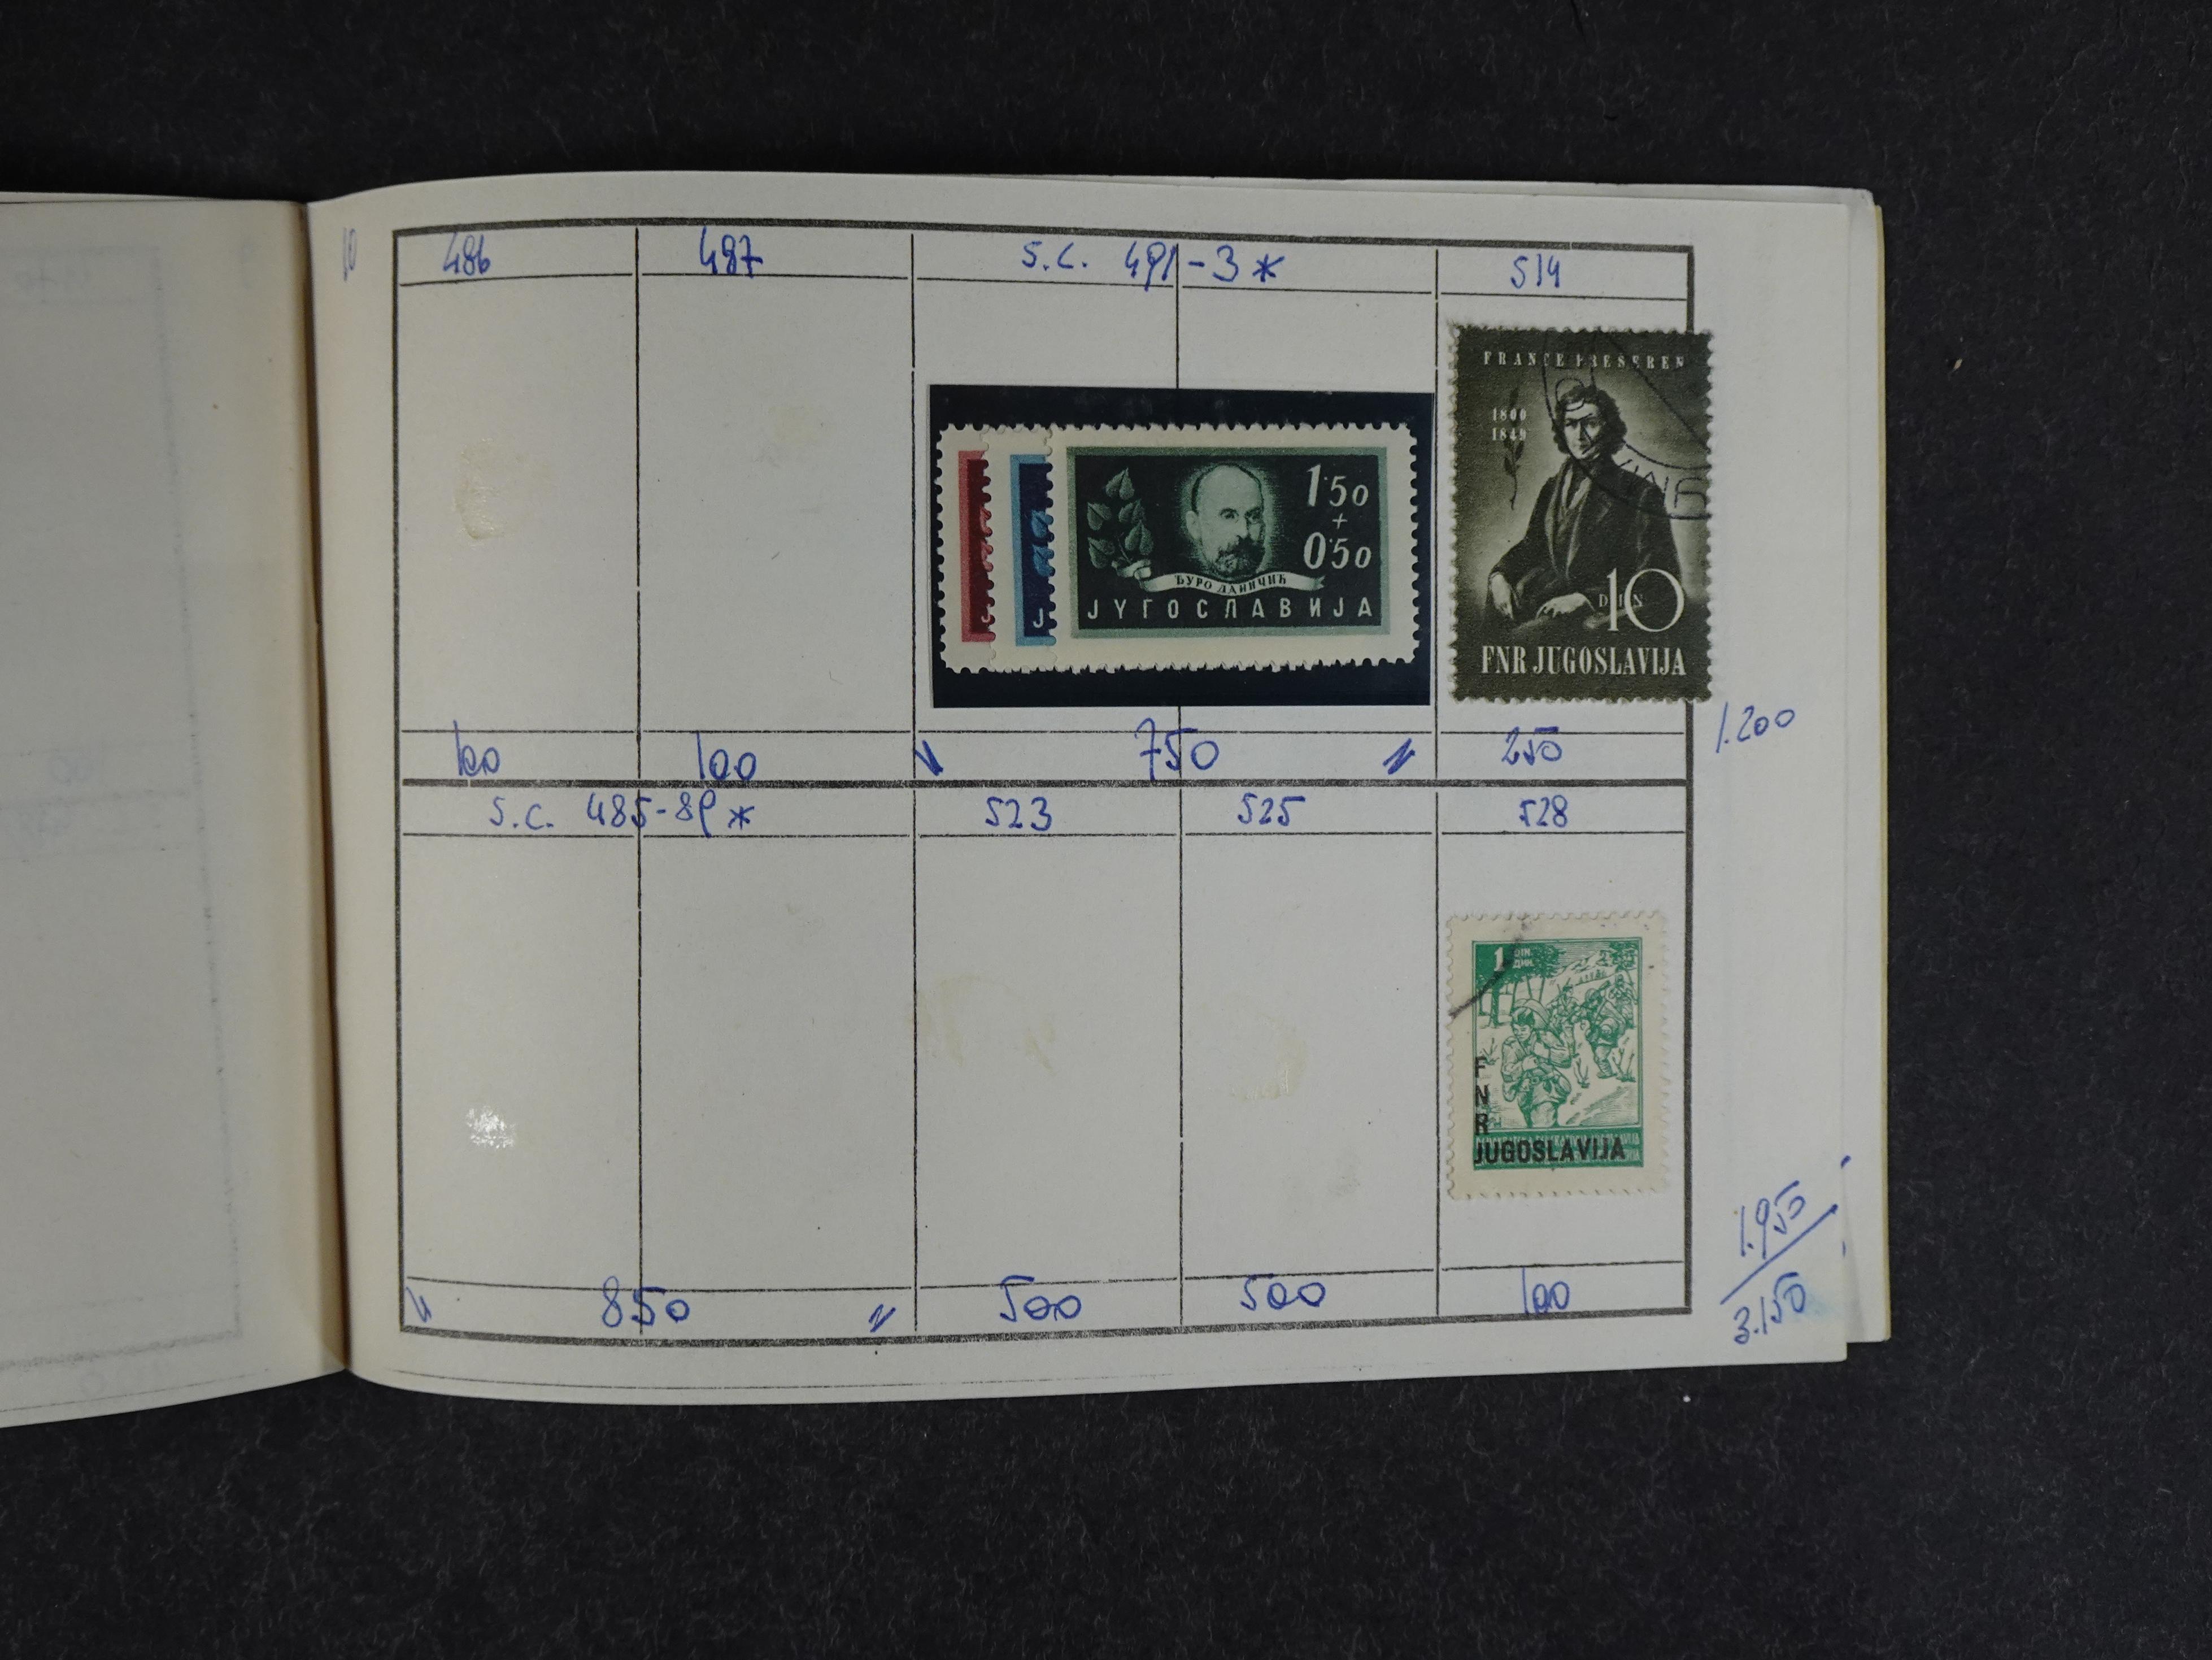 10
486
487
S.C. 491-3 *
514
1.50
+
0.50
ЂУРО ДАНИЧИЋ
ЈУГОСЛАВИЈА
Ј
Ј
FRANCE PREŠEREN
1800
1849
10
DIN
FNR JUGOSLAVIJA
100
100
750
250
1.200
S.C. 485-89 *
523
525
528
1 DIN.
ДИН.
F
N
R
JUGOSLAVIJA
850
500
500
100
1.950
3.150